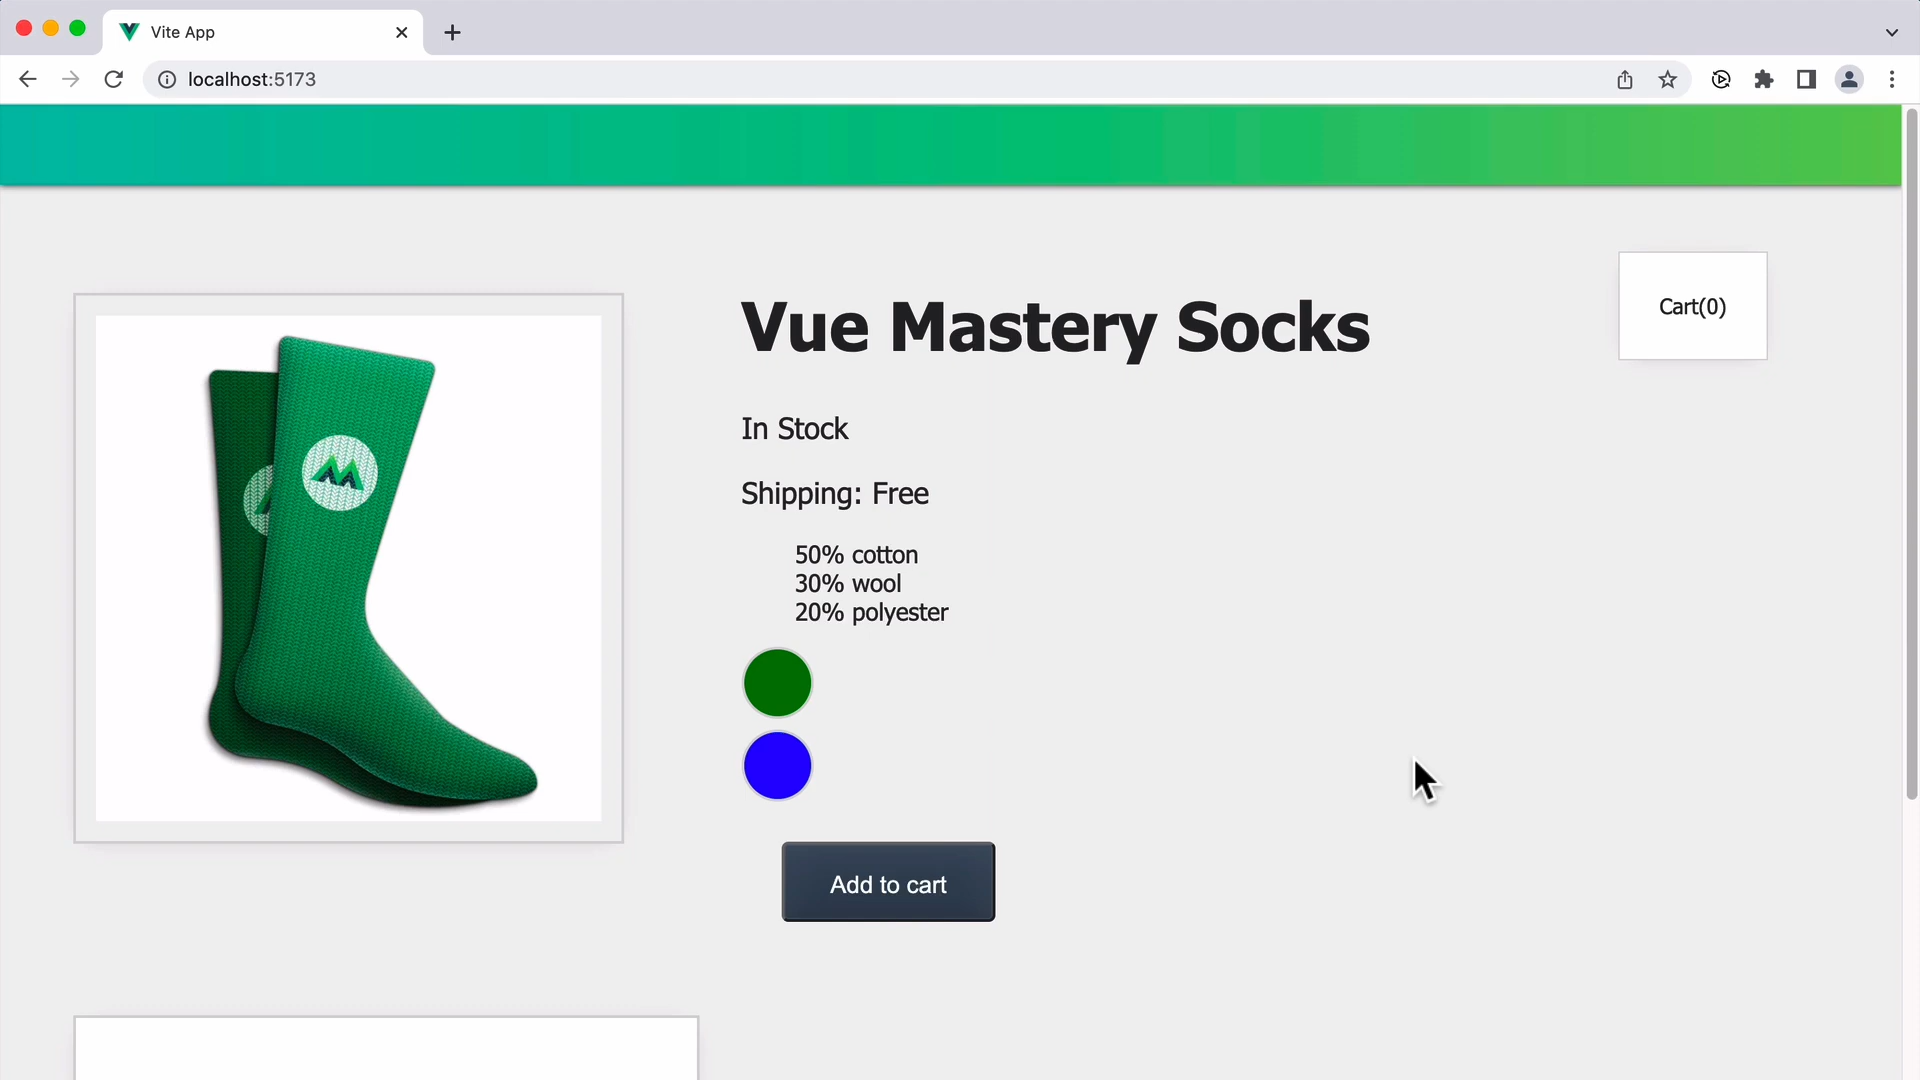 Vite App
localhost:5173
Cart(0)
Vue Mastery Socks
In Stock
Shipping: Free
50% cotton
30% wool
20% polyester
Add to cart